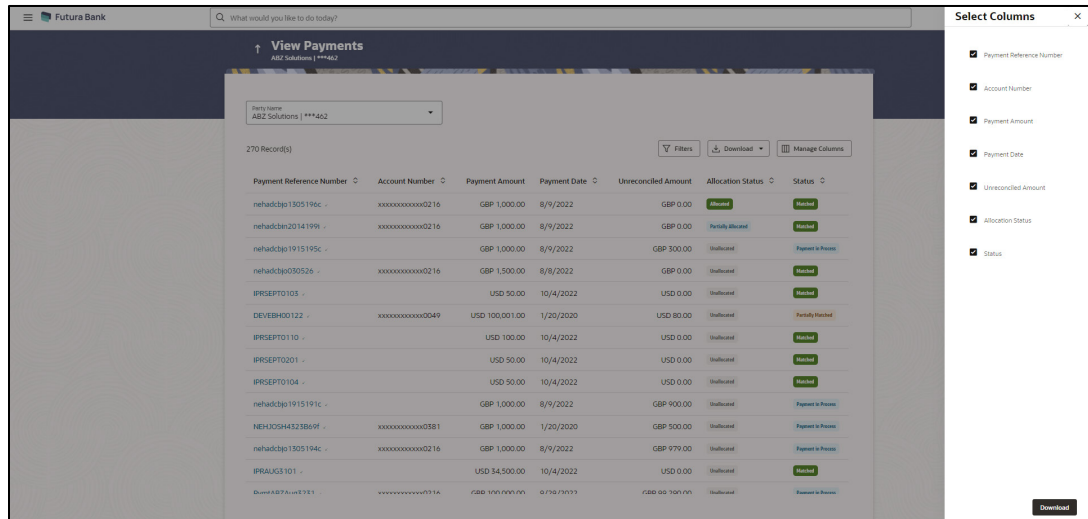 Futura Bank
What would you like to do today?
View Payments
ABZ Solutions | ***462
Party Name
ABZ Solutions | ***462
270 Record(s)
Filters
Download
Manage Columns
Payment Reference Number Account Number Payment Amount Payment Date Unreconciled Amount Allocation Status Status
nehadcbjo1305196c xxxxxxxxxxxx0216 GBP 1,000.00 8/9/2022 GBP 0.00 Allocated Matched
nehadcbin2014199t xxxxxxxxxxxx0216 GBP 1,000.00 8/9/2022 GBP 0.00 Partially Allocated Matched
nehadcbjo1915195c GBP 1,000.00 8/9/2022 GBP 300.00 Unallocated Payment in Process
nehadcbjo030526 xxxxxxxxxxxx0216 GBP 1,500.00 8/8/2022 GBP 0.00 Unallocated Matched
IPRSEPT0103 USD 50.00 10/4/2022 USD 0.00 Unallocated Matched
DEVEBH00122 xxxxxxxxxxxx0049 USD 100,001.00 1/20/2020 USD 80.00 Unallocated Partially Matched
IPRSEPT0110 USD 100.00 10/4/2022 USD 0.00 Unallocated Matched
IPRSEPT0201 USD 50.00 10/4/2022 USD 0.00 Unallocated Matched
IPRSEPT0104 USD 50.00 10/4/2022 USD 0.00 Unallocated Matched
nehadcbjo1915191c GBP 1,000.00 8/9/2022 GBP 900.00 Unallocated Payment in Process
NEHJOSH4323B69f xxxxxxxxxxxx0381 GBP 1,000.00 1/20/2020 GBP 500.00 Unallocated Payment in Process
nehadcbjo1305194c xxxxxxxxxxxx0216 GBP 1,000.00 8/9/2022 GBP 979.00 Unallocated Payment in Process
IPRAUG3101 USD 34,500.00 10/4/2022 USD 0.00 Unallocated Matched
xxxxxxxxxxxx0216 GBP 100,000.00 Unallocated Payment in Process
Select Columns
Payment Reference Number
Account Number
Payment Amount
Payment Date
Unreconciled Amount
Allocation Status
Status
Download